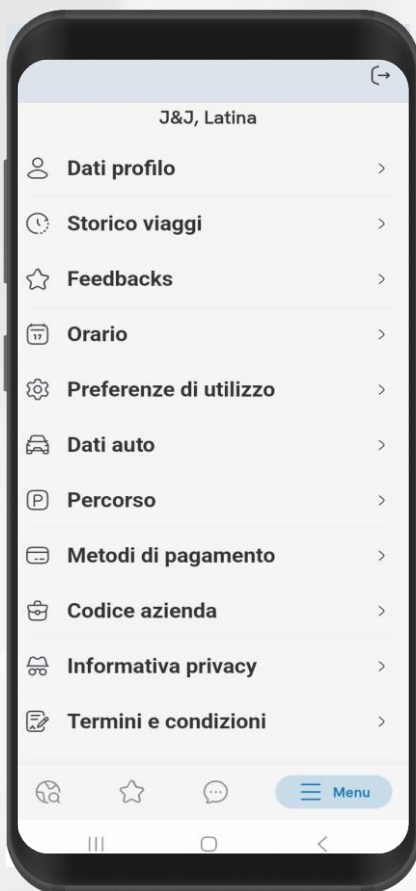 J&J, Latina
Dati profilo
Storico viaggi
Feedbacks
17
Orario
Preferenze di utilizzo
Dati auto
P
Percorso
Metodi di pagamento
Codice azienda
Informativa privacy
Termini e condizioni
Menu